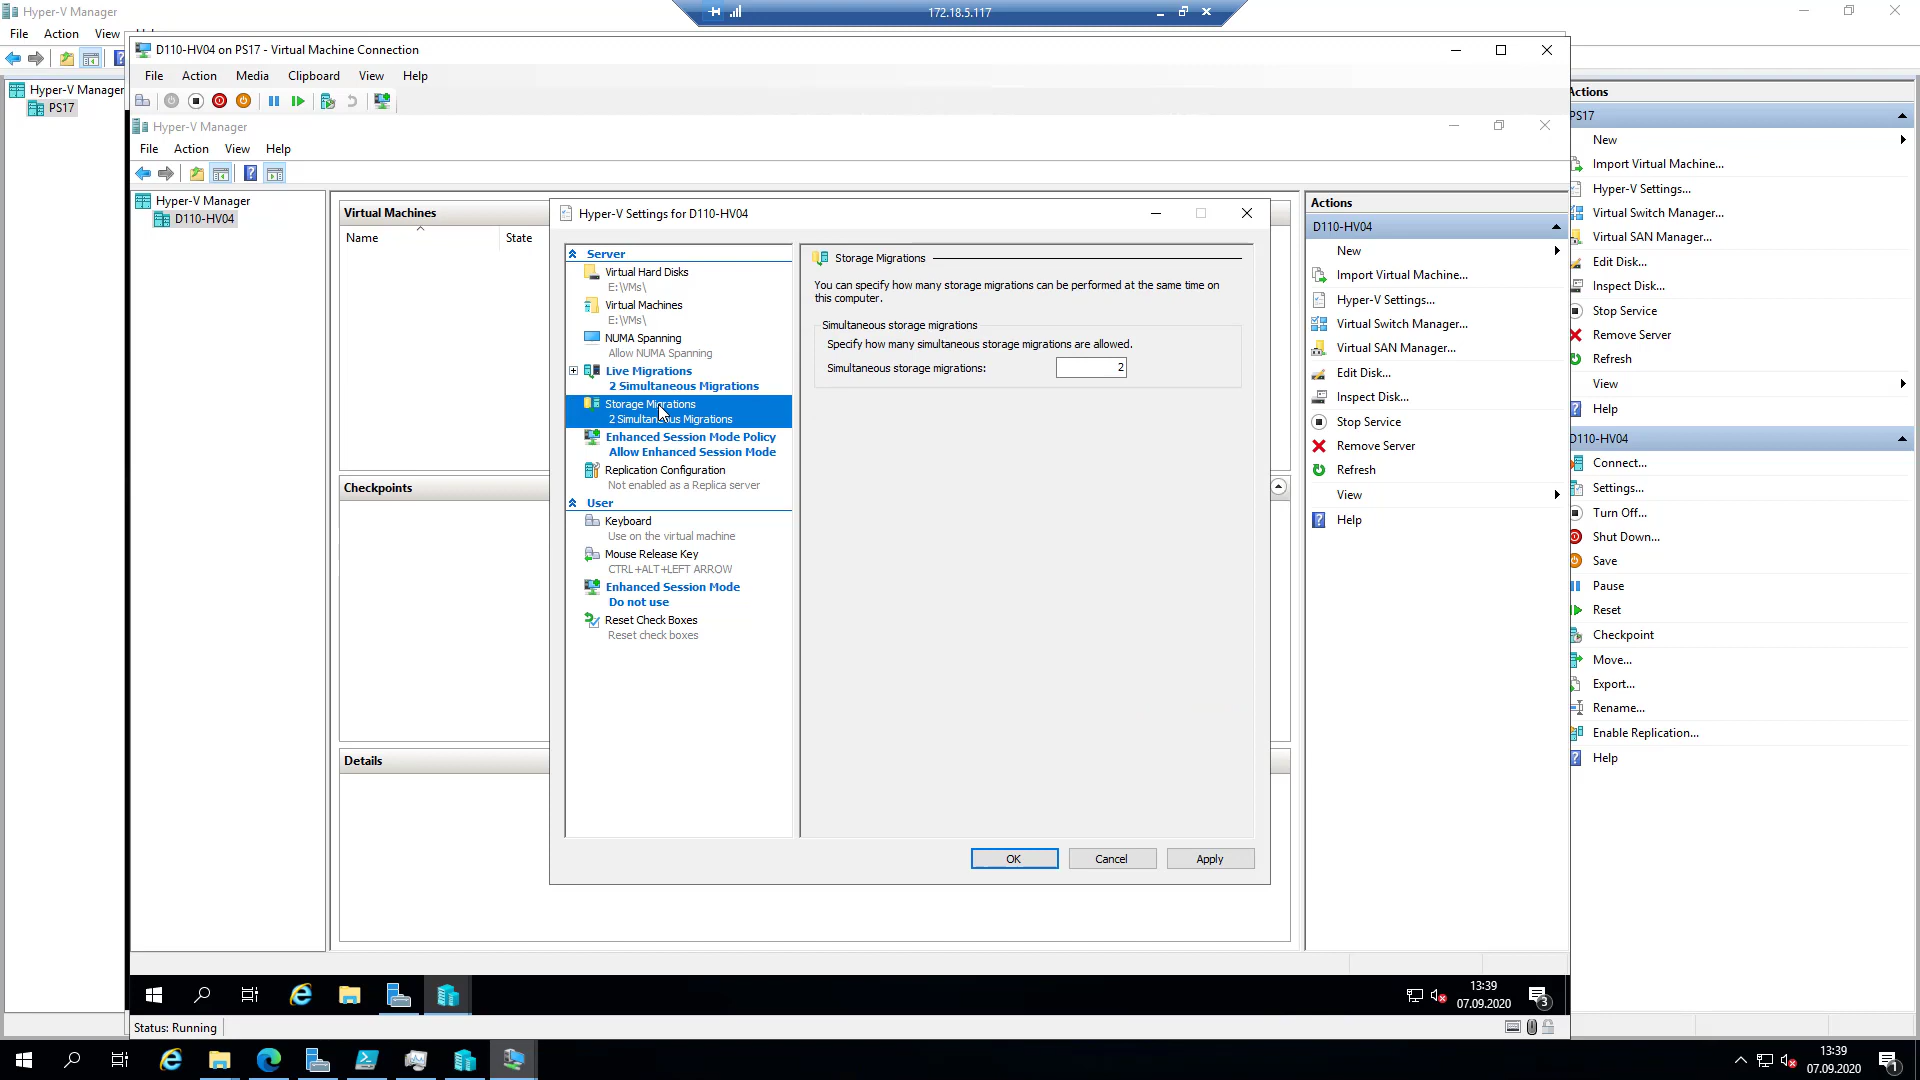 Hyper-V Manager
172.18.5.117
File Action View
D110-HV04 on PS17 - Virtual Machine Connection
File Action Media Clipboard View Help
Hyper-V Manager
PS17
Hyper-V Manager
File Action View Help
Hyper-V Manager
D110-HV04
Virtual Machines
Name State
Checkpoints
Details
Hyper-V Settings for D110-HV04
Server
Virtual Hard Disks
E:\VMs\
Virtual Machines
E:\VMs\
NUMA Spanning
Allow NUMA Spanning
Live Migrations
2 Simultaneous Migrations
Storage Migrations
2 Simultaneous Migrations
Enhanced Session Mode Policy
Allow Enhanced Session Mode
Replication Configuration
Not enabled as a Replica server
User
Keyboard
Use on the virtual machine
Mouse Release Key
CTRL+ALT+LEFT ARROW
Enhanced Session Mode
Do not use
Reset Check Boxes
Reset check boxes
Storage Migrations
You can specify how many storage migrations can be performed at the same time on
this computer.
Simultaneous storage migrations
Specify how many simultaneous storage migrations are allowed.
Simultaneous storage migrations: 2
OK Cancel Apply
Actions
D110-HV04
New
Import Virtual Machine...
Hyper-V Settings...
Virtual Switch Manager...
Virtual SAN Manager...
Edit Disk...
Inspect Disk...
Stop Service
Remove Server
Refresh
View
Help
Actions
PS17
New
Import Virtual Machine...
Hyper-V Settings...
Virtual Switch Manager...
Virtual SAN Manager...
Edit Disk...
Inspect Disk...
Stop Service
Remove Server
Refresh
View
Help
D110-HV04
Connect...
Settings...
Turn Off...
Shut Down...
Save
Pause
Reset
Checkpoint
Move...
Export...
Rename...
Enable Replication...
Help
13:39
07.09.2020
3
Status: Running
13:39
07.09.2020
1